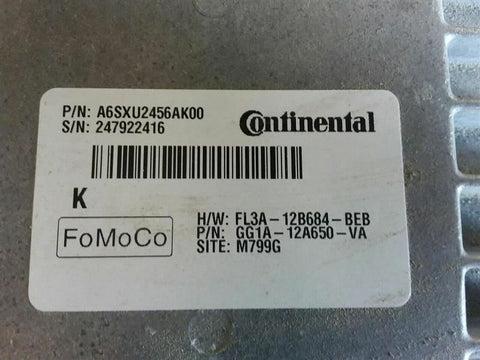 P/N: A6SXU2456AK00
S/N: 247922416
Continental
K
FoMoCo
H/W: FL3A-12B684-BEB
P/N: GG1A-12A650-VA
SITE: M799G